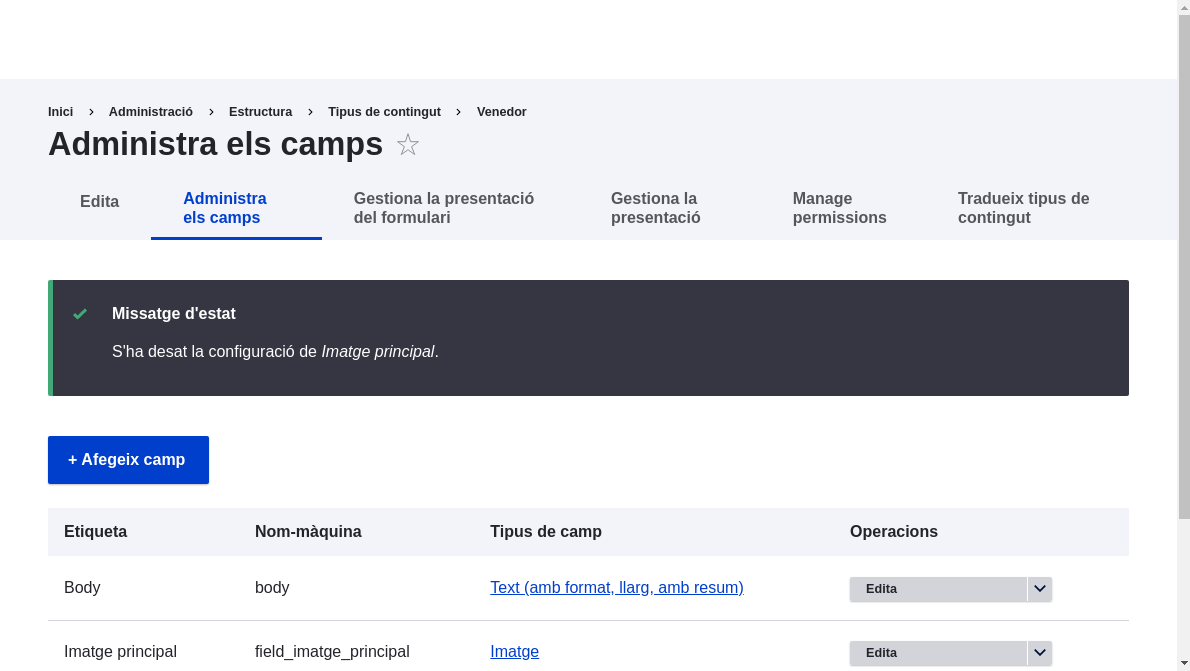 Inici › Administració › Estructura › Tipus de contingut › Venedor
Administra els camps
Edita
Administra
els camps
Gestiona la presentació
del formulari
Gestiona la
presentació
Manage
permissions
Tradueix tipus de
contingut
Missatge d'estat
S'ha desat la configuració de Imatge principal.
+ Afegeix camp
Etiqueta Nom-màquina Tipus de camp Operacions
Body body Text (amb format, llarg, amb resum) Edita
Imatge principal field_imatge_principal Imatge Edita